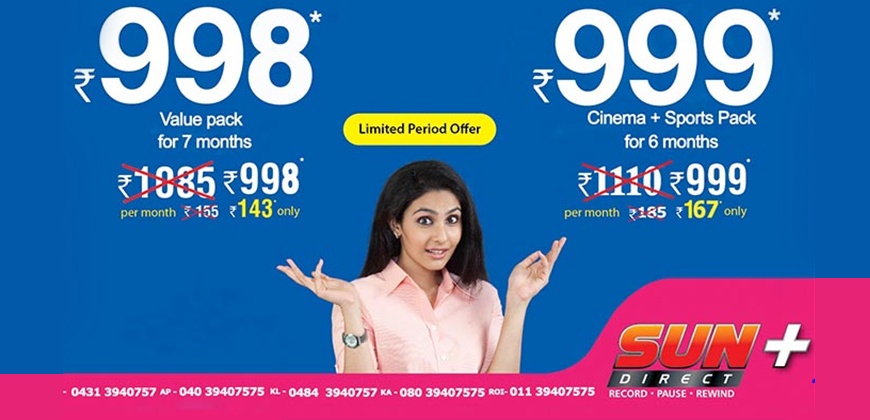 ₹998*
Value pack
for 7 months
₹1085 ₹998*
per month ₹155 ₹143* only
Limited Period Offer
₹999*
Cinema + Sports Pack
for 6 months
₹1110 ₹999*
per month ₹185 ₹167* only
SUN+
DIRECT
RECORD • PAUSE • REWIND
- 0431 3940757 AP - 040 39407575 KL - 0484 3940757 KA - 080 39407575 ROI- 011 39407575